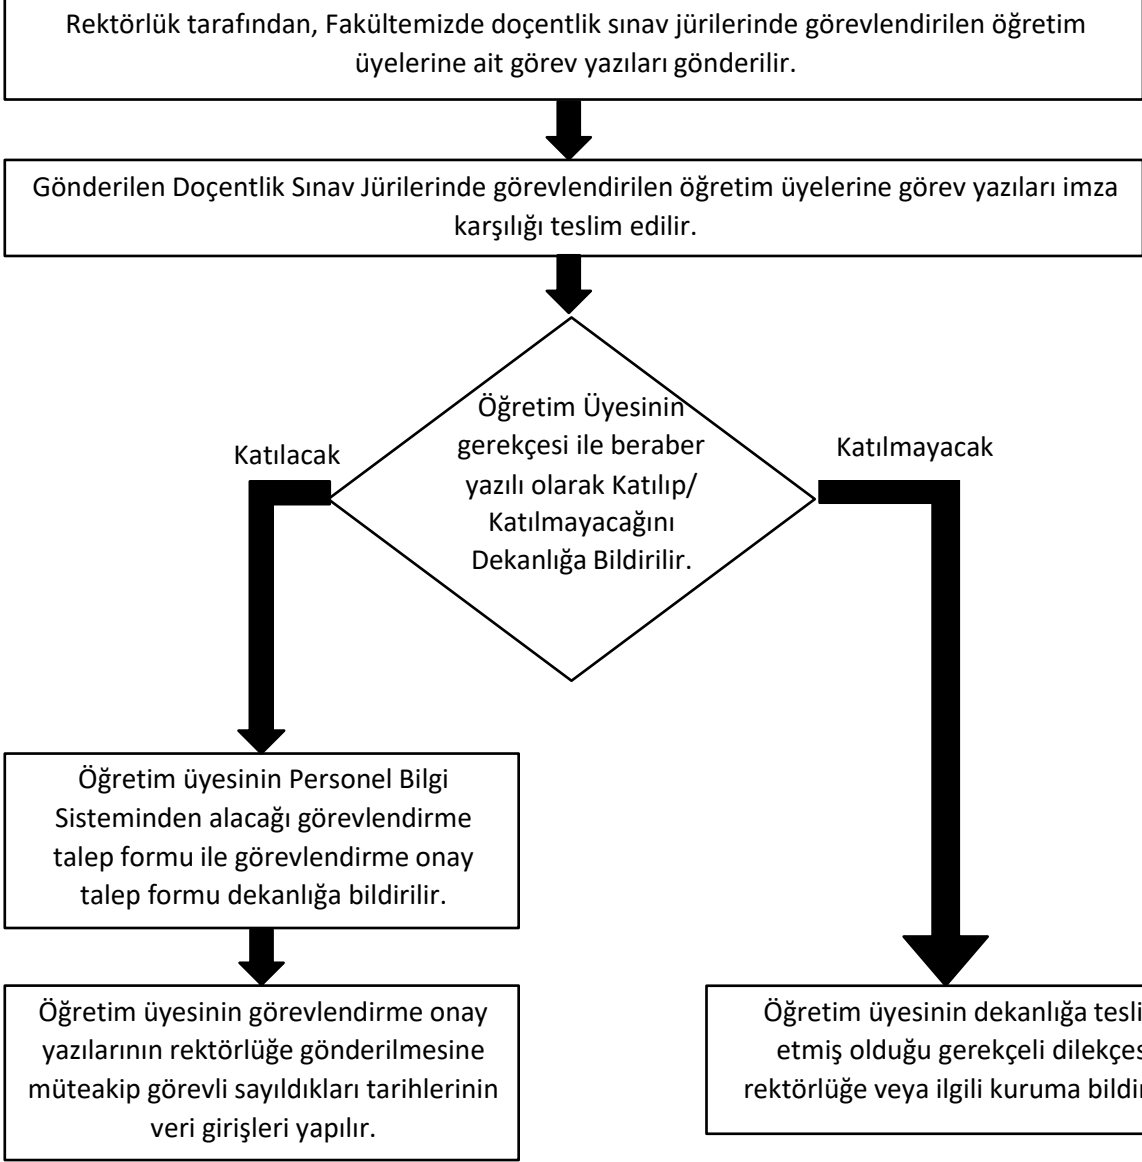 Rektörlük tarafından, Fakültemizde doçentlik sınav jürilerinde görevlendirilen öğretim
üyelerine ait görev yazıları gönderilir.
Gönderilen Doçentlik Sınav Jürilerinde görevlendirilen öğretim üyelerine görev yazıları imza
karşılığı teslim edilir.
Öğretim Üyesinin
gerekçesi ile beraber
yazılı olarak Katılıp/
Katılmayacağını
Dekanlığa Bildirilir.
Katılacak
Katılmayacak
Öğretim üyesinin Personel Bilgi
Sisteminden alacağı görevlendirme
talep formu ile görevlendirme onay
talep formu dekanlığa bildirilir.
Öğretim üyesinin görevlendirme onay
yazılarının rektörlüğe gönderilmesine
müteakip görevli sayıldıkları tarihlerinin
veri girişleri yapılır.
Öğretim üyesinin dekanlığa tesli
etmiş olduğu gerekçeli dilekçes
rektörlüğe veya ilgili kuruma bildir